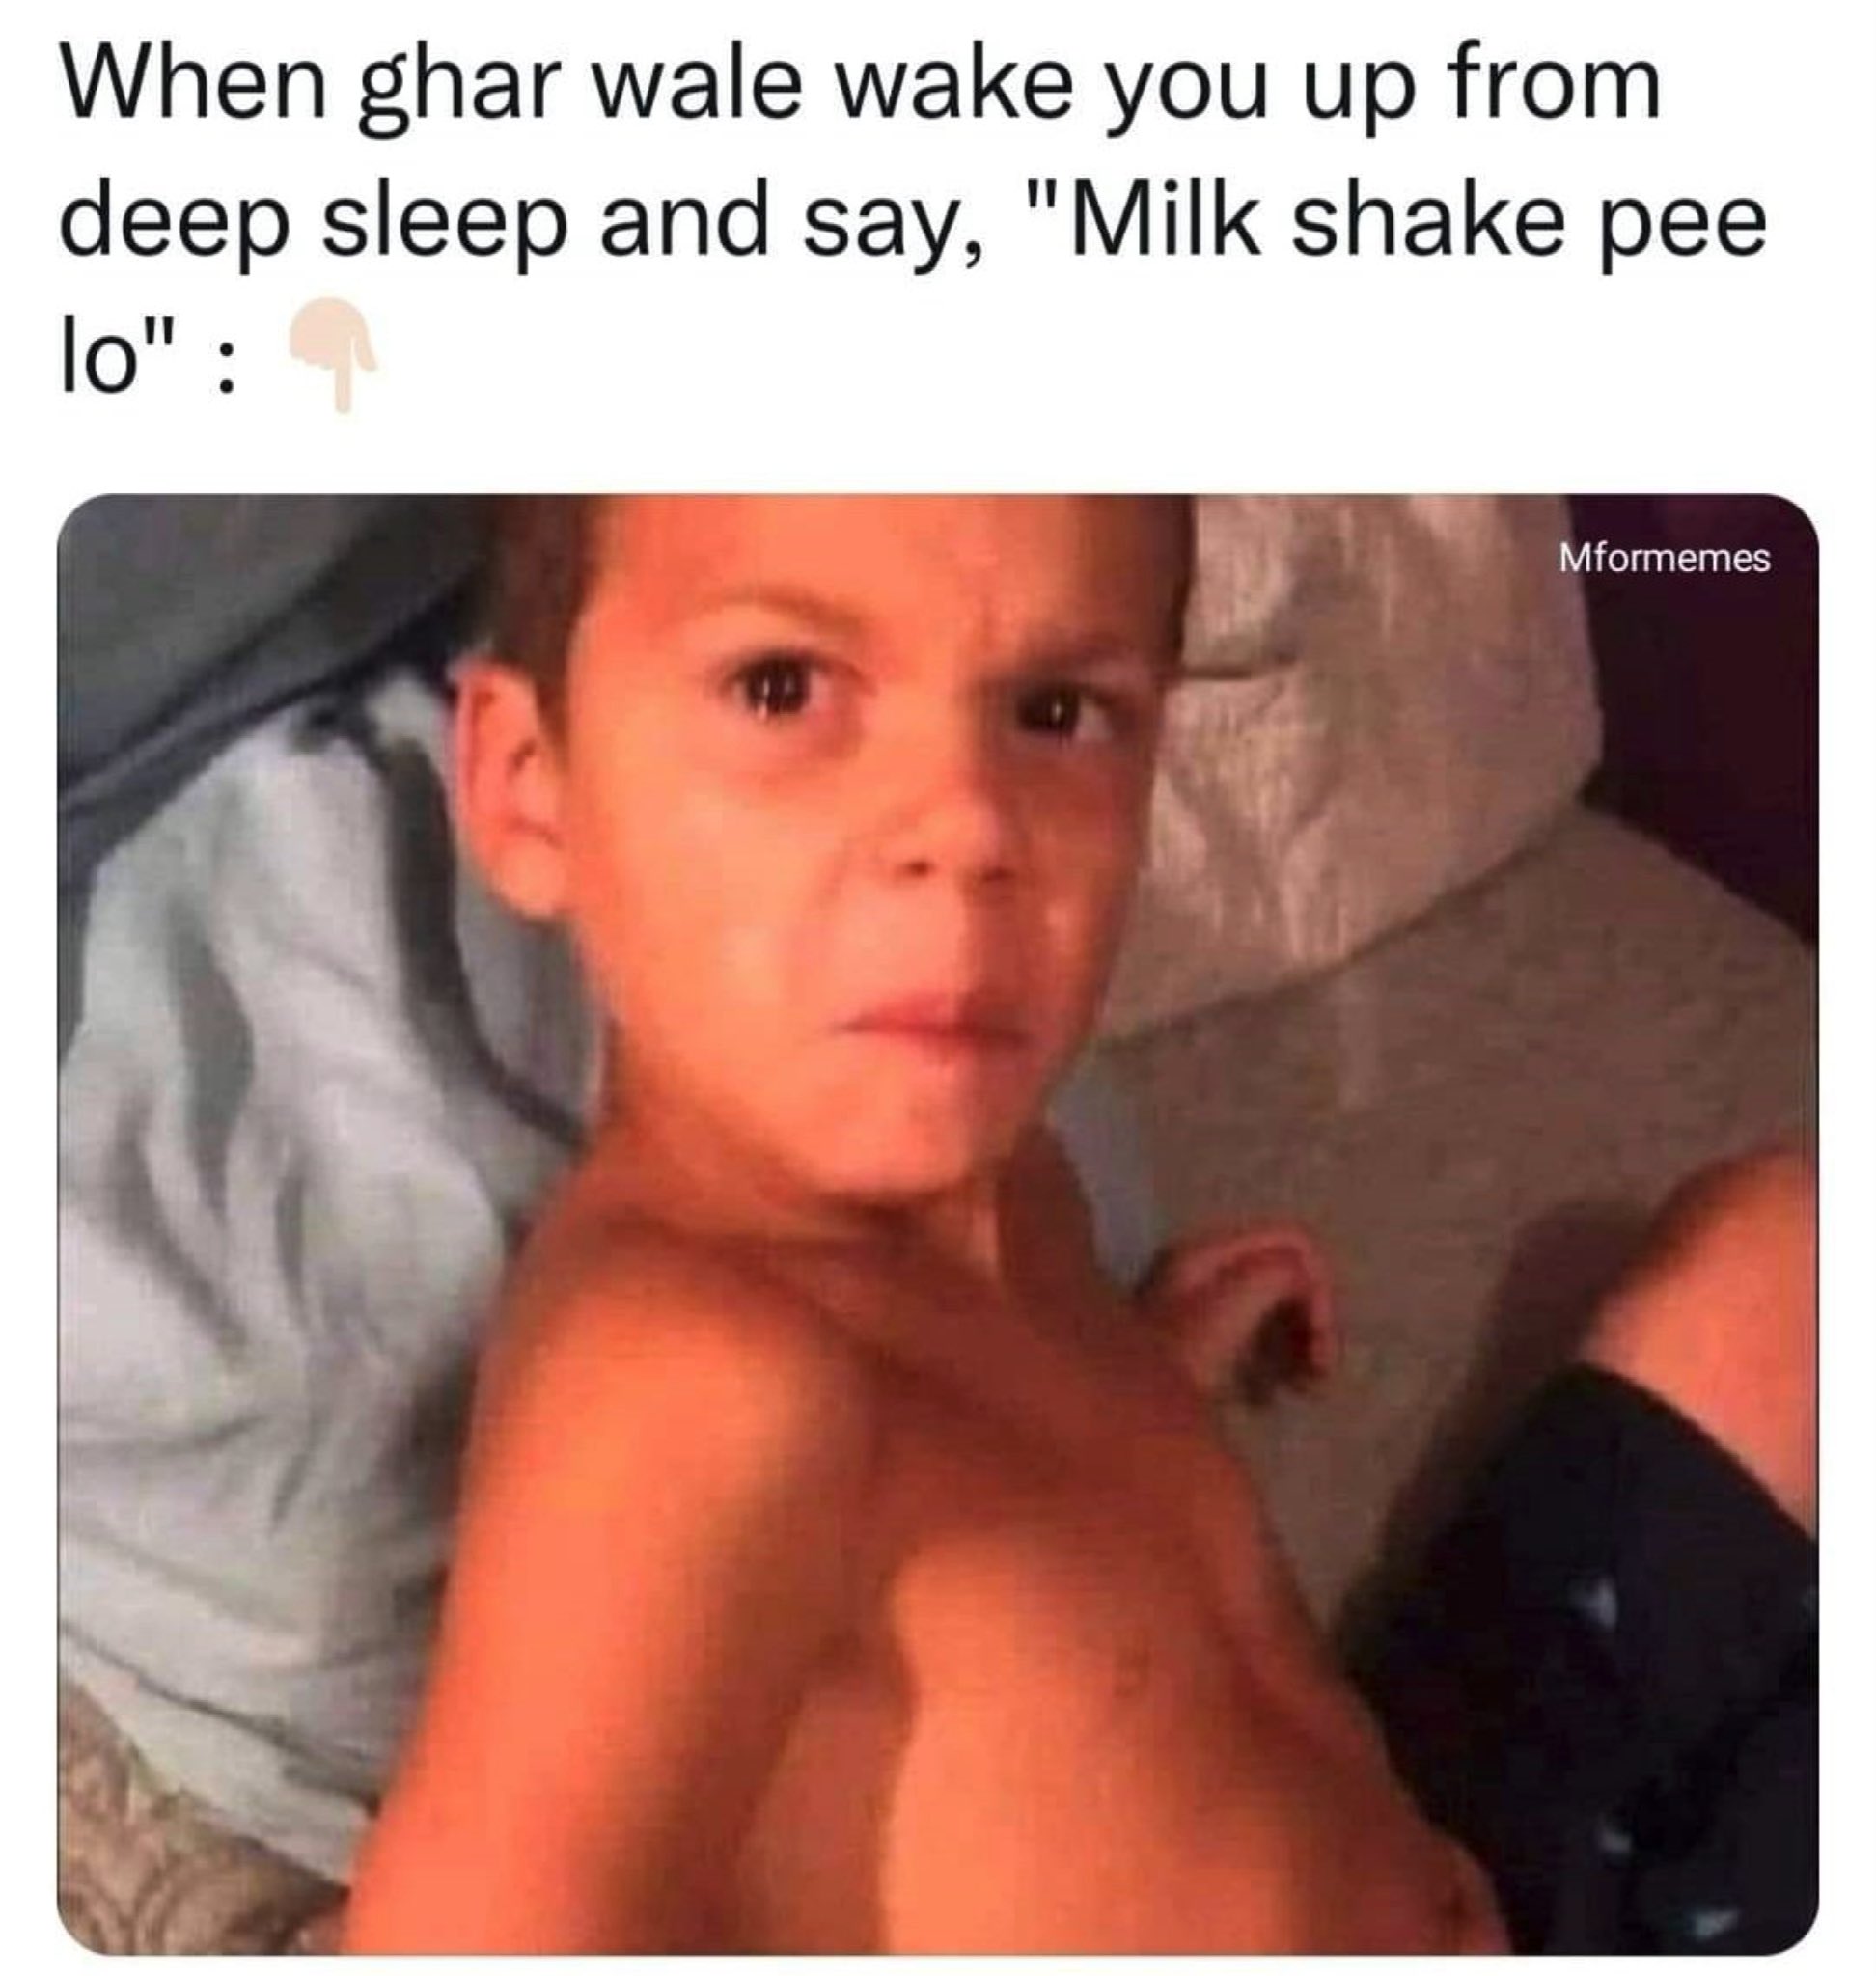 When ghar wale wake you up from
deep sleep and say, "Milk shake pee
lo" : 👇🏻
Mformemes